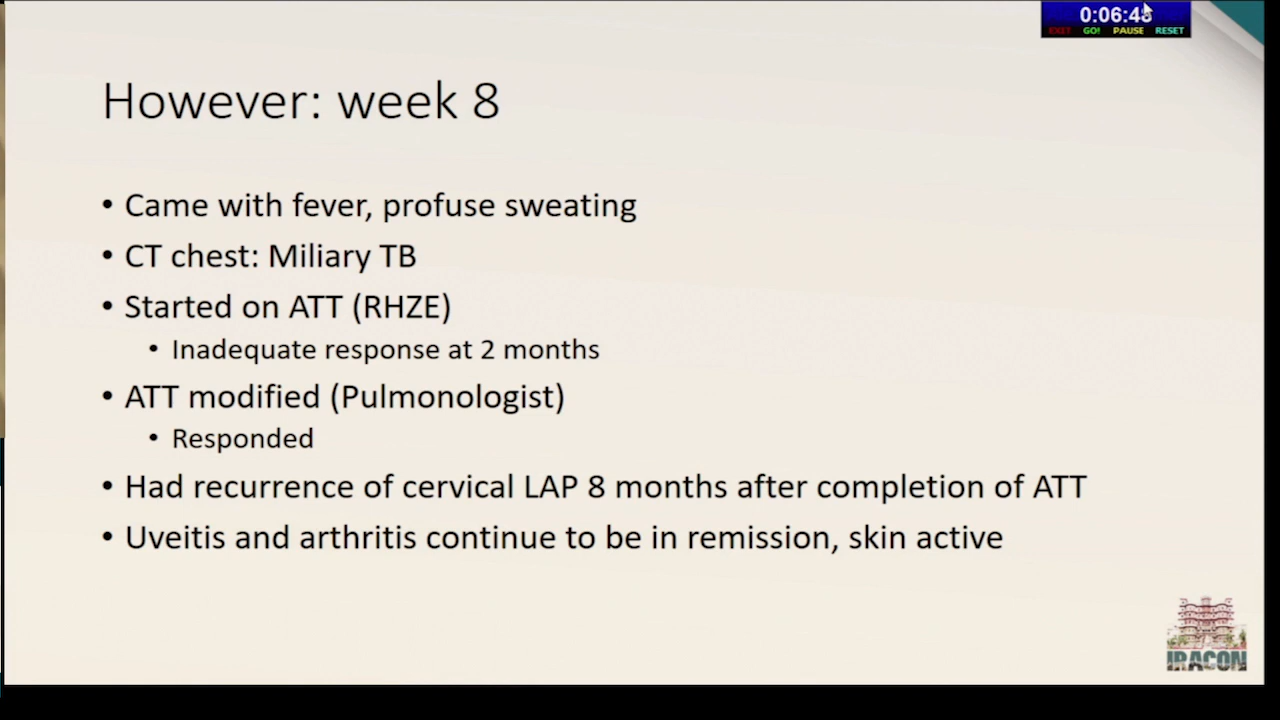 0:06:48
EXIT GO! PAUSE RESET
However: week 8
• Came with fever, profuse sweating
• CT chest: Miliary TB
• Started on ATT (RHZE)
• Inadequate response at 2 months
• ATT modified (Pulmonologist)
• Responded
• Had recurrence of cervical LAP 8 months after completion of ATT
• Uveitis and arthritis continue to be in remission, skin active
IRACON